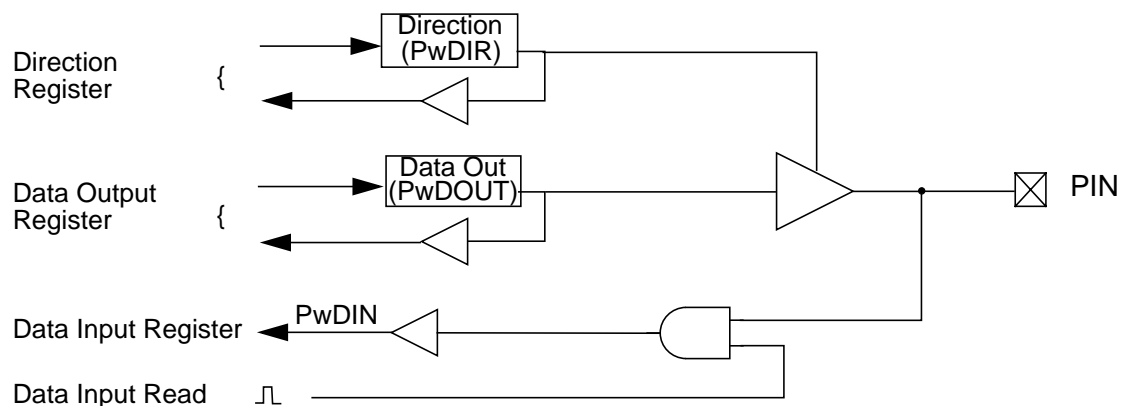 Direction
(PwDIR)
Direction
Register
{
Data Out
(PwDOUT)
Data Output
Register
{
PIN
PwDIN
Data Input Register
Data Input Read